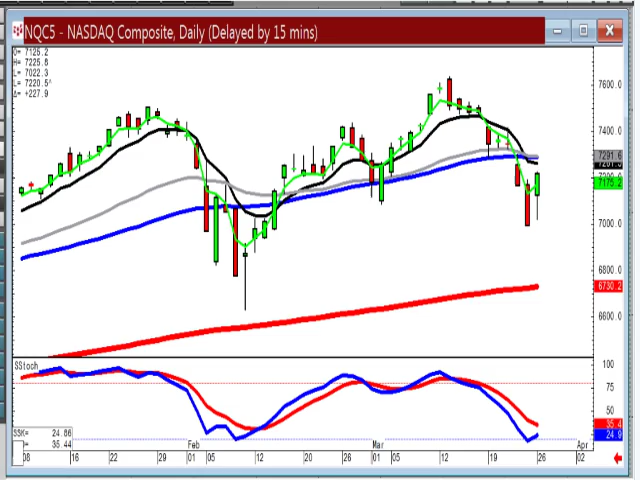 NQC5 - NASDAQ Composite, Daily (Delayed by 15 mins)
O= 7125.2
H= 7225.8
L= 7022.3
L= 7220.5^
Δ= +227.9
7600.0
7400.0
7291.6
7175.2
7000.0
6800.0
6730.2
6600.0
SStoch
100
75
50
35.4
24.9
SSK= 24.86
= 35.44
Feb Mar Apr
08 15 22 29 01 05 12 20 26 01 05 12 19 26 02